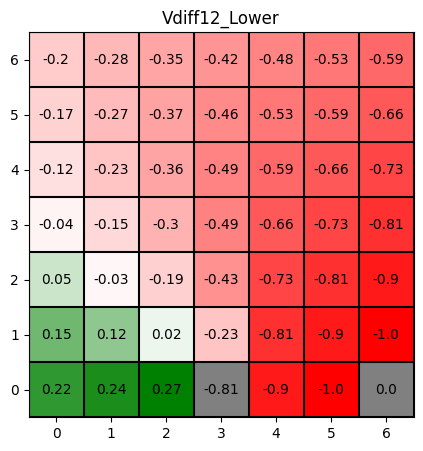 Vdiff12_Lower
6 -0.2 -0.28 -0.35 -0.42 -0.48 -0.53 -0.59
5 -0.17 -0.27 -0.37 -0.46 -0.53 -0.59 -0.66
4 -0.12 -0.23 -0.36 -0.49 -0.59 -0.66 -0.73
3 -0.04 -0.15 -0.3 -0.49 -0.66 -0.73 -0.81
2 0.05 -0.03 -0.19 -0.43 -0.73 -0.81 -0.9
1 0.15 0.12 0.02 -0.23 -0.81 -0.9 -1.0
0 0.22 0.24 0.27 -0.81 -0.9 -1.0 0.0
0 1 2 3 4 5 6